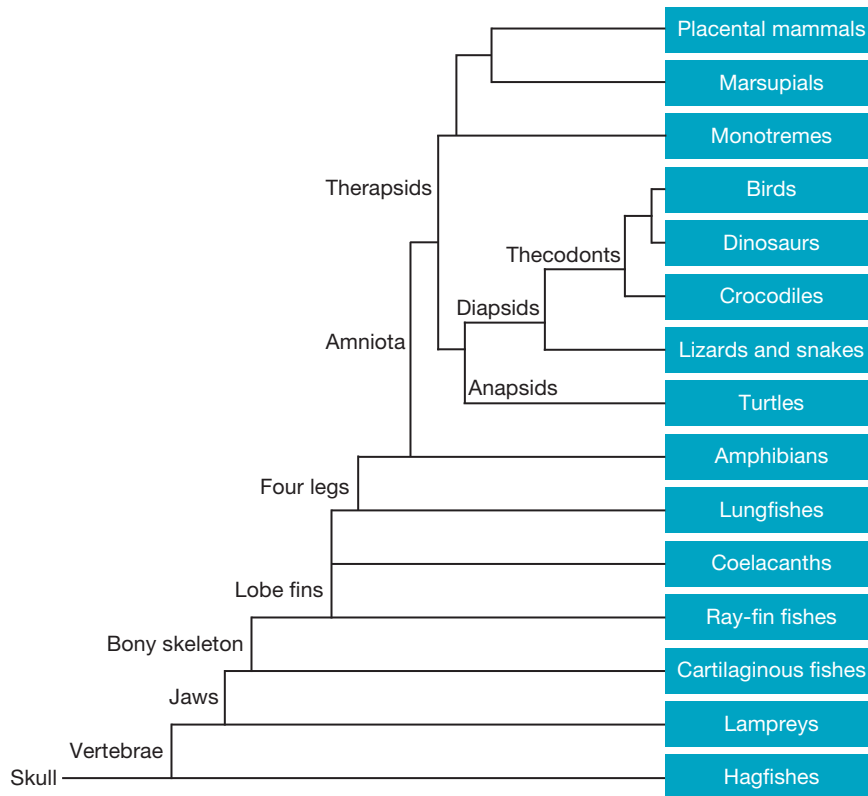 Placental mammals
Marsupials
Monotremes
Therapsids
Birds
Dinosaurs
Thecodonts
Crocodiles
Diapsids
Amniota
Lizards and snakes
Anapsids
Turtles
Amphibians
Four legs
Lungfishes
Coelacanths
Lobe fins
Ray-fin fishes
Bony skeleton
Cartilaginous fishes
Jaws
Lampreys
Vertebrae
Skull
Hagfishes